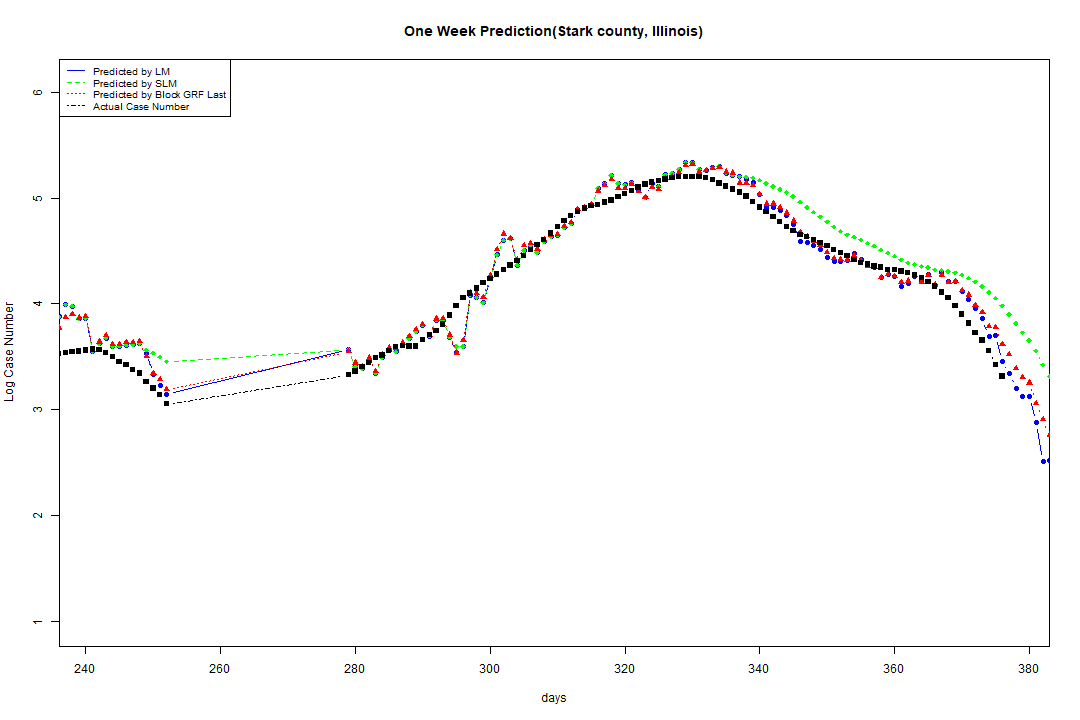 One Week Prediction(Stark county, Illinois)
Predicted by LM
Predicted by SLM
Predicted by Block GRF Last
Actual Case Number
6
5
4
3
2
1
Log Case Number
240 260 280 300 320 340 360 380
days